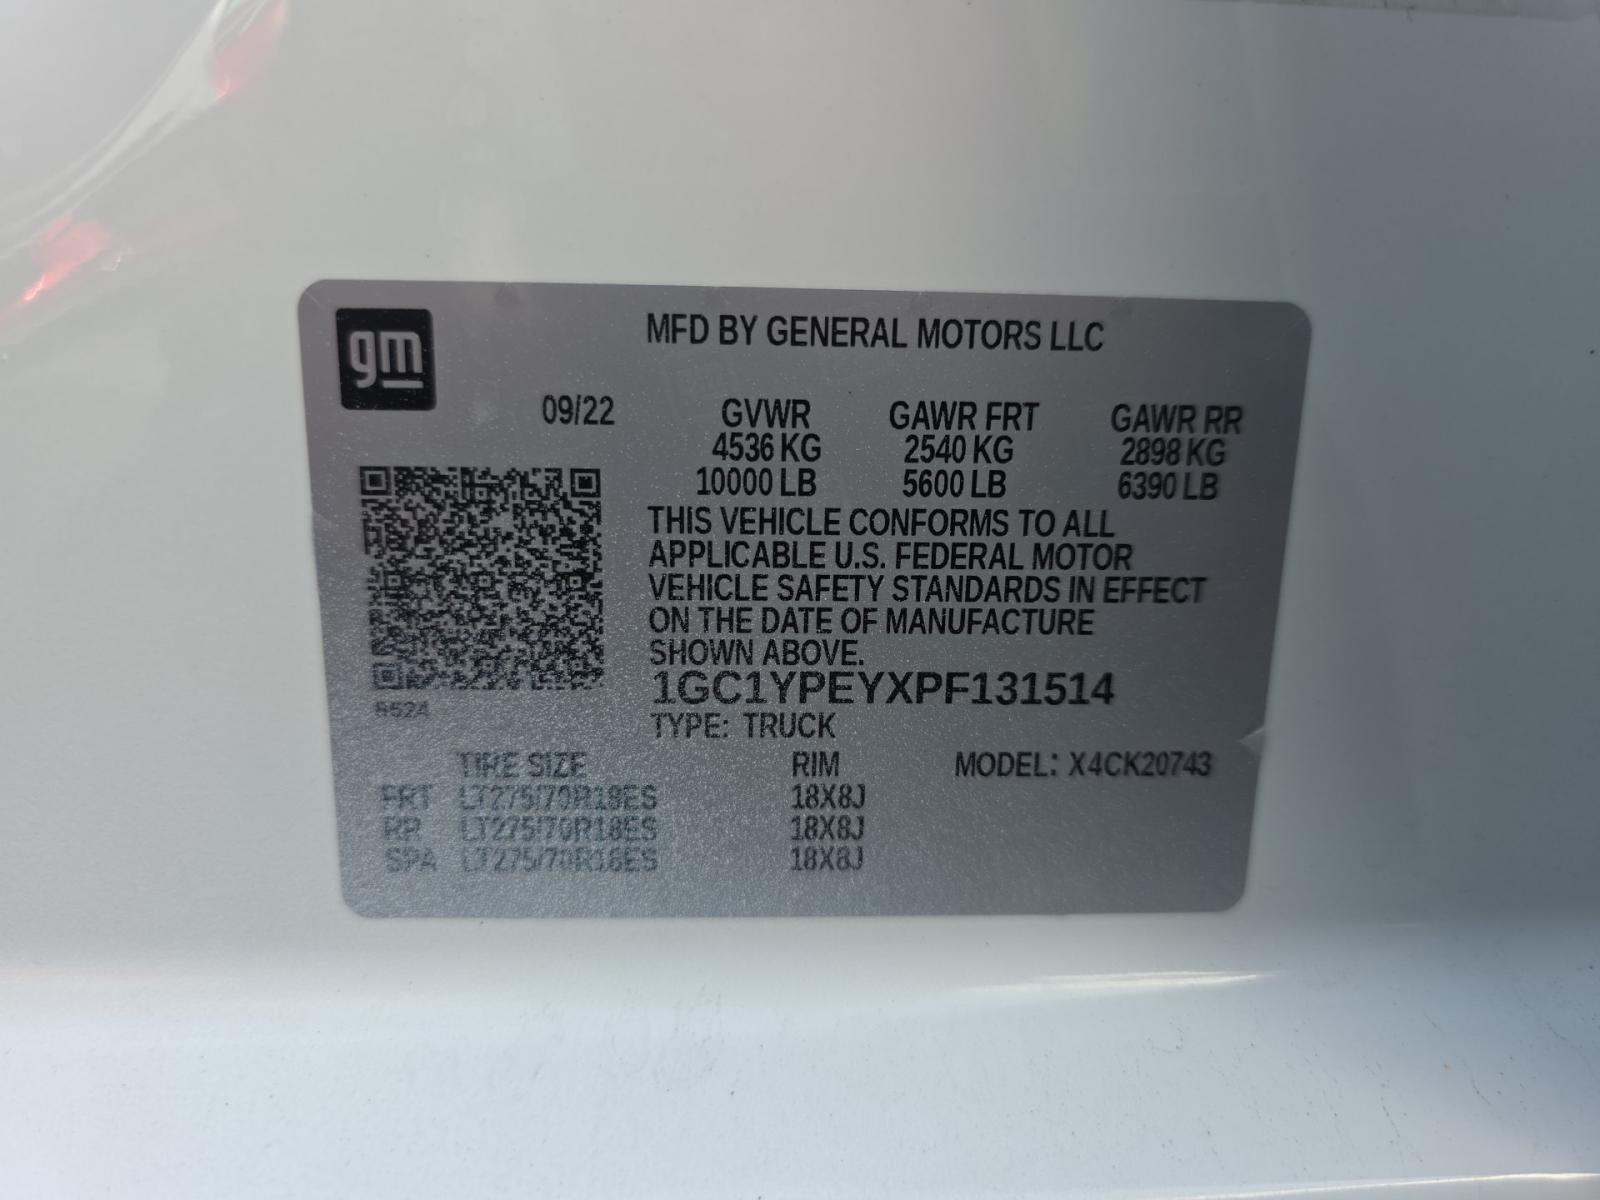 gm
MFD BY GENERAL MOTORS LLC
09/22 GVWR GAWR FRT GAWR RR
4536 KG 2540 KG 2898 KG
10000 LB 5600 LB 6390 LB
THIS VEHICLE CONFORMS TO ALL
APPLICABLE U.S. FEDERAL MOTOR
VEHICLE SAFETY STANDARDS IN EFFECT
ON THE DATE OF MANUFACTURE
SHOWN ABOVE.
1GC1YPEYXPF131514
TYPE: TRUCK
TIRE SIZE RIM MODEL: X4CK20743
FRT LT275/70R18ES 18X8J
RR LT275/70R18ES 18X8J
SPA LT275/70R18ES 18X8J